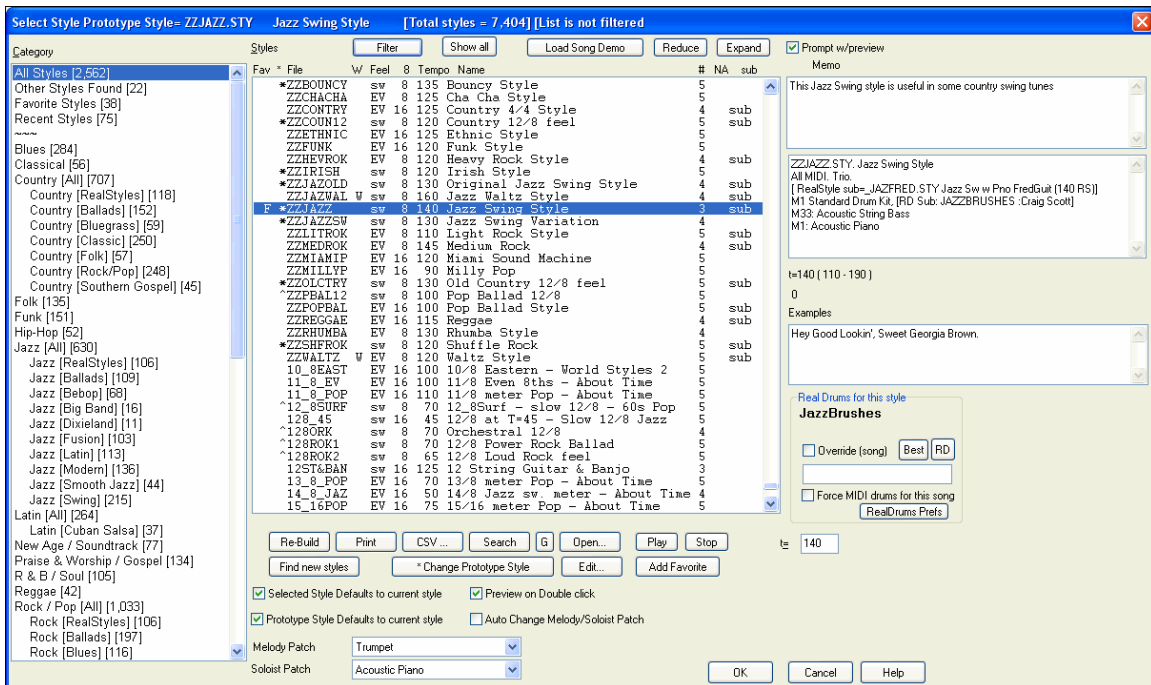 Select Style Prototype Style= ZZJAZZ.STY Jazz Swing Style [Total styles = 7,404] [List is not filtered
Category
All Styles [2,562]
Other Styles Found [22]
Favorite Styles [38]
Recent Styles [75]
~~~
Blues [284]
Classical [56]
Country [All] [707]
Country [RealStyles] [118]
Country [Ballads] [152]
Country [Bluegrass] [59]
Country [Classic] [250]
Country [Folk] [57]
Country [Rock/Pop] [248]
Country [Southern Gospel] [45]
Folk [135]
Funk [151]
Hip-Hop [52]
Jazz [All] [630]
Jazz [RealStyles] [106]
Jazz [Ballads] [109]
Jazz [Bebop] [68]
Jazz [Big Band] [16]
Jazz [Dixieland] [11]
Jazz [Fusion] [103]
Jazz [Latin] [113]
Jazz [Modern] [136]
Jazz [Smooth Jazz] [44]
Jazz [Swing] [215]
Latin [All] [264]
Latin [Cuban Salsa] [37]
New Age / Soundtrack [77]
Praise & Worship / Gospel [134]
R & B / Soul [105]
Reggae [42]
Rock / Pop [All] [1,033]
Rock [RealStyles] [106]
Rock [Ballads] [197]
Rock [Blues] [116]
Styles Filter Show all Load Song Demo Reduce Expand
Fav * File W Feel 8 Tempo Name # NA sub
*ZZBOUNCY sw 8 135 Bouncy Style 5
ZZCHACHA EV 8 125 Cha Cha Style 5
ZZCONTRY EV 16 125 Country 4/4 Style 4 sub
*ZZCOUN12 sw 8 120 Country 12/8 feel 5 sub
ZZETHNIC EV 16 125 Ethnic Style 5
ZZFUNK EV 16 120 Funk Style 5
ZZHEVROK EV 8 120 Heavy Rock Style 4 sub
*ZZIRISH sw 8 120 Irish Style 5
*ZZJAZOLD sw 8 130 Original Jazz Swing Style 4 sub
ZZJAZWAL W sw 8 160 Jazz Waltz Style 4 sub
F *ZZJAZZ sw 8 140 Jazz Swing Style 3 sub
*ZZJAZZSW sw 8 130 Jazz Swing Variation 4
ZZLITROK EV 8 110 Light Rock Style 5 sub
ZZMEDROK EV 8 145 Medium Rock 4 sub
ZZMIAMIP EV 16 120 Miami Sound Machine 5
ZZMILLYP EV 16 90 Milly Pop 5
*ZZOLCTRY sw 8 130 Old Country 12/8 feel 5 sub
^ZZPBAL12 sw 8 100 Pop Ballad 12/8 5
ZZPOPBAL EV 16 100 Pop Ballad Style 5 sub
ZZREGGAE EV 16 115 Reggae 4 sub
ZZRHUMBA EV 8 130 Rhumba Style 4
*ZZSHFROK sw 8 120 Shuffle Rock 5 sub
ZZWALTZ W EV 8 120 Waltz Style 5 sub
10_8EAST EV 16 100 10/8 Eastern - World Styles 2 5
11_8_EV EV 16 100 11/8 Even 8ths - About Time 5
11_8_POP EV 16 110 11/8 meter Pop - About Time 5
^12_8SURF sw 8 70 12_8Surf - slow 12/8 - 60s Pop 5
128_45 sw 16 45 12/8 at T=45 - Slow 12/8 Jazz 5
^128ORK sw 8 70 Orchestral 12/8 4
^128ROK1 sw 8 70 12/8 Power Rock Ballad 5
^128ROK2 sw 8 65 12/8 Loud Rock feel 5
12ST&BAN sw 16 125 12 String Guitar & Banjo 3
13_8_POP EV 16 70 13/8 meter Pop - About Time 5
14_8_JAZ EV 16 50 14/8 Jazz sw. meter - About Time 4
15_16POP EV 16 75 15/16 meter Pop - About Time 5
Re-Build Print CSV ... Search G Open... Play Stop
Find new styles * Change Prototype Style Edit... Add Favorite
Selected Style Defaults to current style Preview on Double click
Prototype Style Defaults to current style Auto Change Melody/Soloist Patch
Melody Patch Trumpet
Soloist Patch Acoustic Piano
Prompt w/preview
Memo
This Jazz Swing style is useful in some country swing tunes
ZZJAZZ.STY. Jazz Swing Style
All MIDI. Trio.
[ RealStyle sub=_JAZFRED.STY Jazz Sw w Pno FredGuit (140 RS)]
M1 Standard Drum Kit, [RD Sub: JAZZBRUSHES :Craig Scott]
M33: Acoustic String Bass
M1: Acoustic Piano
t=140 ( 110 - 190 )
0
Examples
Hey Good Lookin', Sweet Georgia Brown.
Real Drums for this style
JazzBrushes
Override (song) Best RD
Force MIDI drums for this song
RealDrums Prefs
t= 140
OK Cancel Help